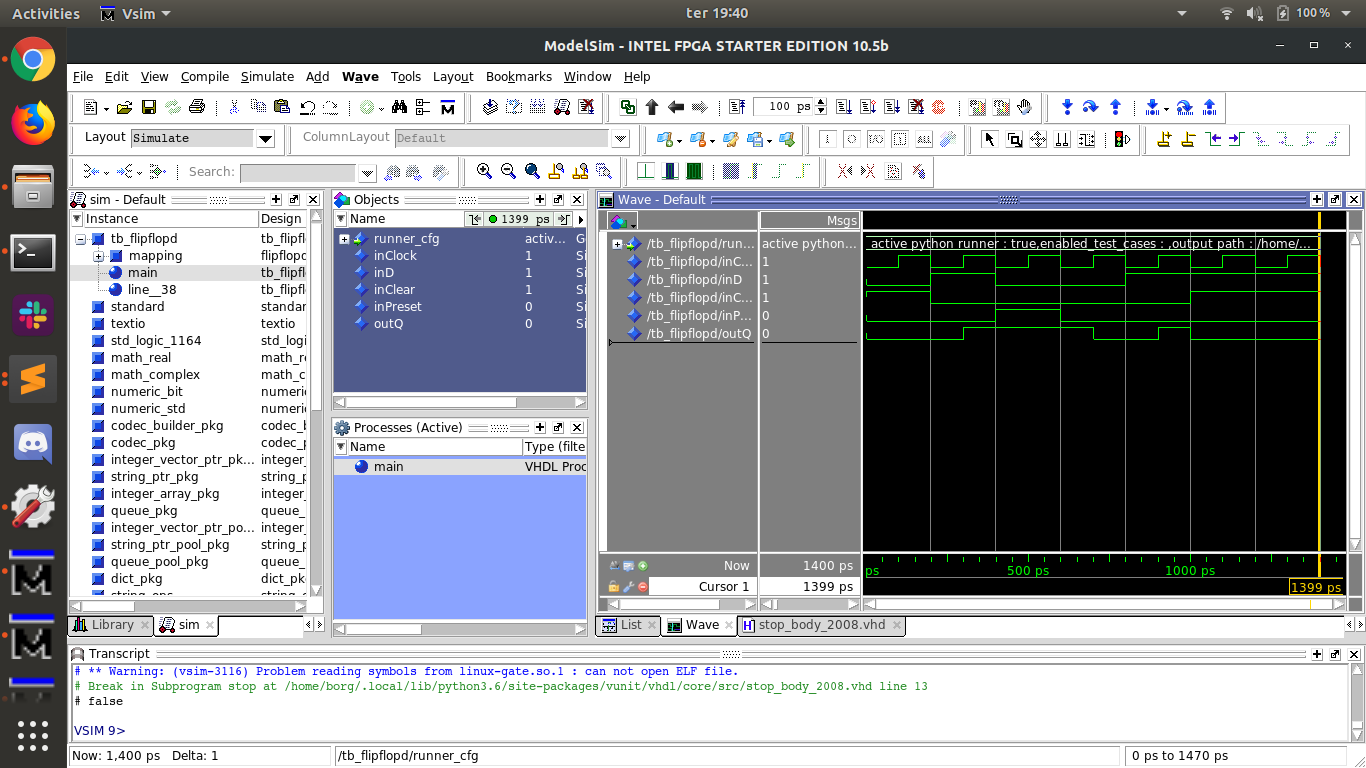 Activities Vsim ter 19:40 100%
ModelSim - INTEL FPGA STARTER EDITION 10.5b
File Edit View Compile Simulate Add Wave Tools Layout Bookmarks Window Help
100 ps
Layout Simulate ColumnLayout Default
Search:
sim - Default
Instance Design
tb_flipflopd tb_flipfl
mapping flipflopd
main tb_flipfl
line__38 tb_flipfl
standard standar
textio textio
std_logic_1164 std_logi
math_real math_re
math_complex math_c
numeric_bit numeric_
numeric_std numeric_
codec_builder_pkg codec_b
codec_pkg codec_p
integer_vector_ptr_pk... integer_
string_ptr_pkg string_p
integer_array_pkg integer_
queue_pkg queue_
integer_vector_ptr_po... integer_
string_ptr_pool_pkg string_p
queue_pool_pkg queue_
dict_pkg dict_pk
Library sim
Objects
Name 1399 ps
runner_cfg activ... G
inClock 1 Si
inD 1 Si
inClear 1 Si
inPreset 0 Si
outQ 0 Si
Processes (Active)
Name Type (filte
main VHDL Proc
Wave - Default
Msgs
/tb_flipflopd/run... active python... active python runner : true,enabled_test_cases : ,output path : /home/...
/tb_flipflopd/inC... 1
/tb_flipflopd/inD 1
/tb_flipflopd/inC... 1
/tb_flipflopd/inP... 0
/tb_flipflopd/outQ 0
Now 1400 ps ps 500 ps 1000 ps
Cursor 1 1399 ps 1399 ps
List Wave stop_body_2008.vhd
Transcript
# ** Warning: (vsim-3116) Problem reading symbols from linux-gate.so.1 : can not open ELF file.
# Break in Subprogram stop at /home/borg/.local/lib/python3.6/site-packages/vunit/vhdl/core/src/stop_body_2008.vhd line 13
# false
VSIM 9>
Now: 1,400 ps Delta: 1 /tb_flipflopd/runner_cfg 0 ps to 1470 ps